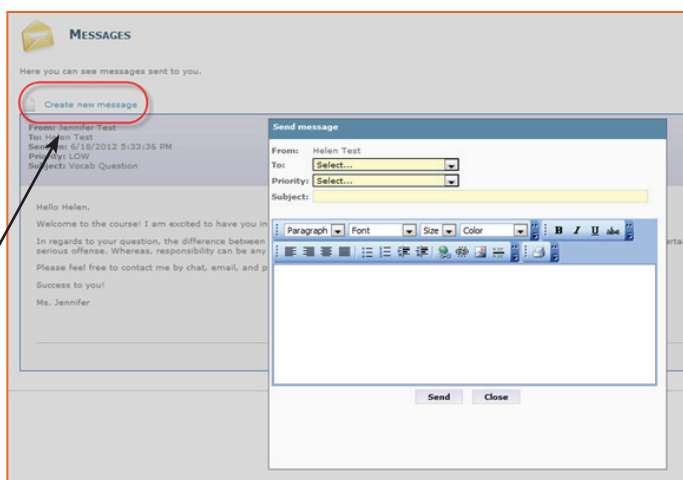 MESSAGES
Here you can see messages sent to you.
Create new message
From: Jennifer Test
To: Helen Test
Sent on: 6/18/2012 5:33:36 PM
Priority: LOW
Subject: Vocab Question
Hello Helen,
Welcome to the course! I am excited to have you in
In regards to your question, the difference between
serious offense. Whereas, responsibility can be any
Please feel free to contact me by chat, email, and p
Success to you!
Ms. Jennifer
Send message
From: Helen Test
To: Select...
Priority: Select...
Subject:
Paragraph Font Size Color B I U abc
Send Close